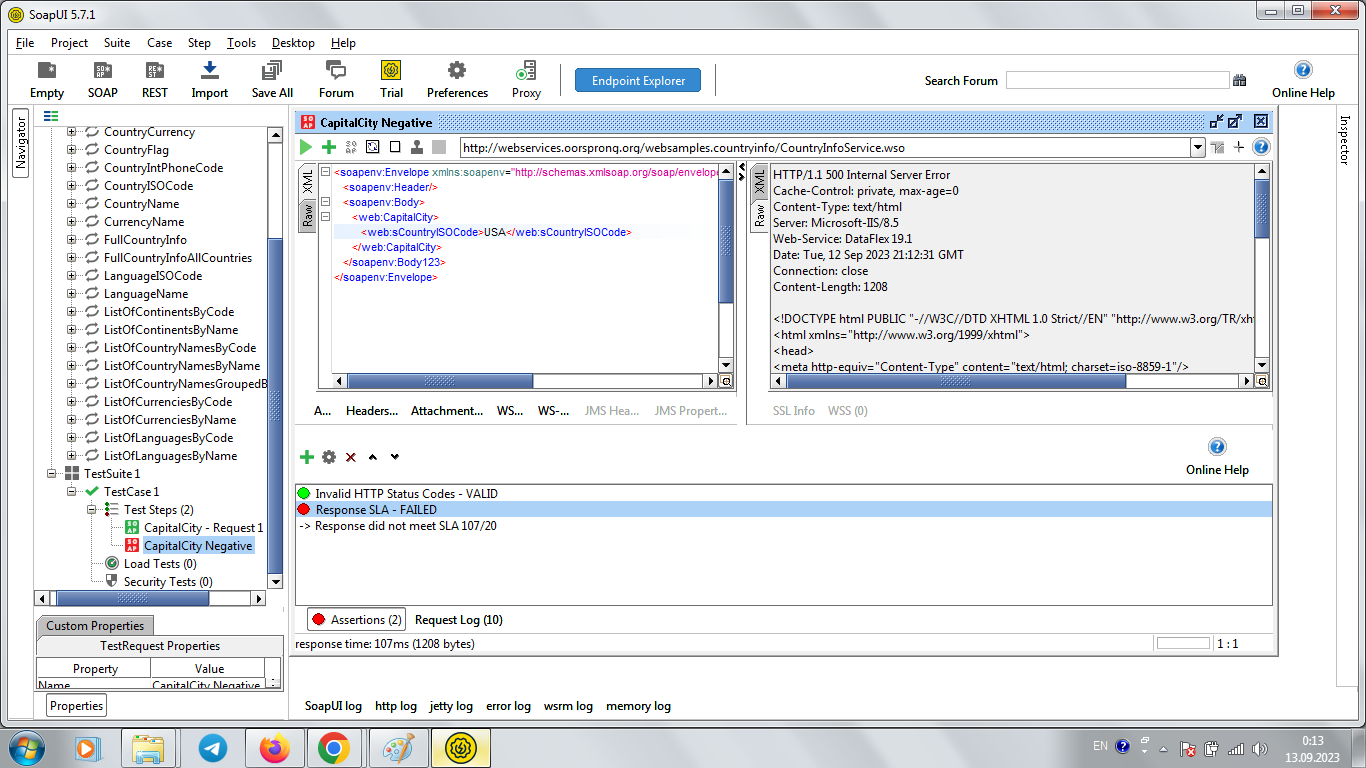 SoapUI 5.7.1
File Project Suite Case Step Tools Desktop Help
Empty SOAP REST Import Save All Forum Trial Preferences Proxy
Endpoint Explorer
Search Forum
Online Help
Navigator
CountryCurrency
CountryFlag
CountryIntPhoneCode
CountryISOCode
CountryName
CurrencyName
FullCountryInfo
FullCountryInfoAllCountries
LanguageISOCode
LanguageName
ListOfContinentsByCode
ListOfContinentsByName
ListOfCountryNamesByCode
ListOfCountryNamesByName
ListOfCountryNamesGroupedB
ListOfCurrenciesByCode
ListOfCurrenciesByName
ListOfLanguagesByCode
ListOfLanguagesByName
TestSuite 1
TestCase 1
Test Steps (2)
CapitalCity - Request 1
CapitalCity Negative
Load Tests (0)
Security Tests (0)
Custom Properties
TestRequest Properties
Property Value
Name CapitalCity Negative
Properties
CapitalCity Negative
http://webservices.oorsprong.org/websamples.countryinfo/CountryInfoService.wso
XML
Raw
<soapenv:Envelope xmlns:soapenv="http://schemas.xmlsoap.org/soap/envelope
<soapenv:Header/>
<soapenv:Body>
<web:CapitalCity>
<web:sCountryISOCode>USA</web:sCountryISOCode>
</web:CapitalCity>
</soapenv:Body123>
</soapenv:Envelope>
A... Headers... Attachment... WS... WS-... JMS Hea... JMS Propert...
XML
Raw
HTTP/1.1 500 Internal Server Error
Cache-Control: private, max-age=0
Content-Type: text/html
Server: Microsoft-IIS/8.5
Web-Service: DataFlex 19.1
Date: Tue, 12 Sep 2023 21:12:31 GMT
Connection: close
Content-Length: 1208
<!DOCTYPE html PUBLIC "-//W3C//DTD XHTML 1.0 Strict//EN" "http://www.w3.org/TR/xht
<html xmlns="http://www.w3.org/1999/xhtml">
<head>
<meta http-equiv="Content-Type" content="text/html; charset=iso-8859-1"/>
SSL Info WSS (0)
Online Help
Invalid HTTP Status Codes - VALID
Response SLA - FAILED
-> Response did not meet SLA 107/20
Assertions (2) Request Log (10)
response time: 107ms (1208 bytes)
1 : 1
Inspector
SoapUI log http log jetty log error log wsrm log memory log
EN
0:13
13.09.2023